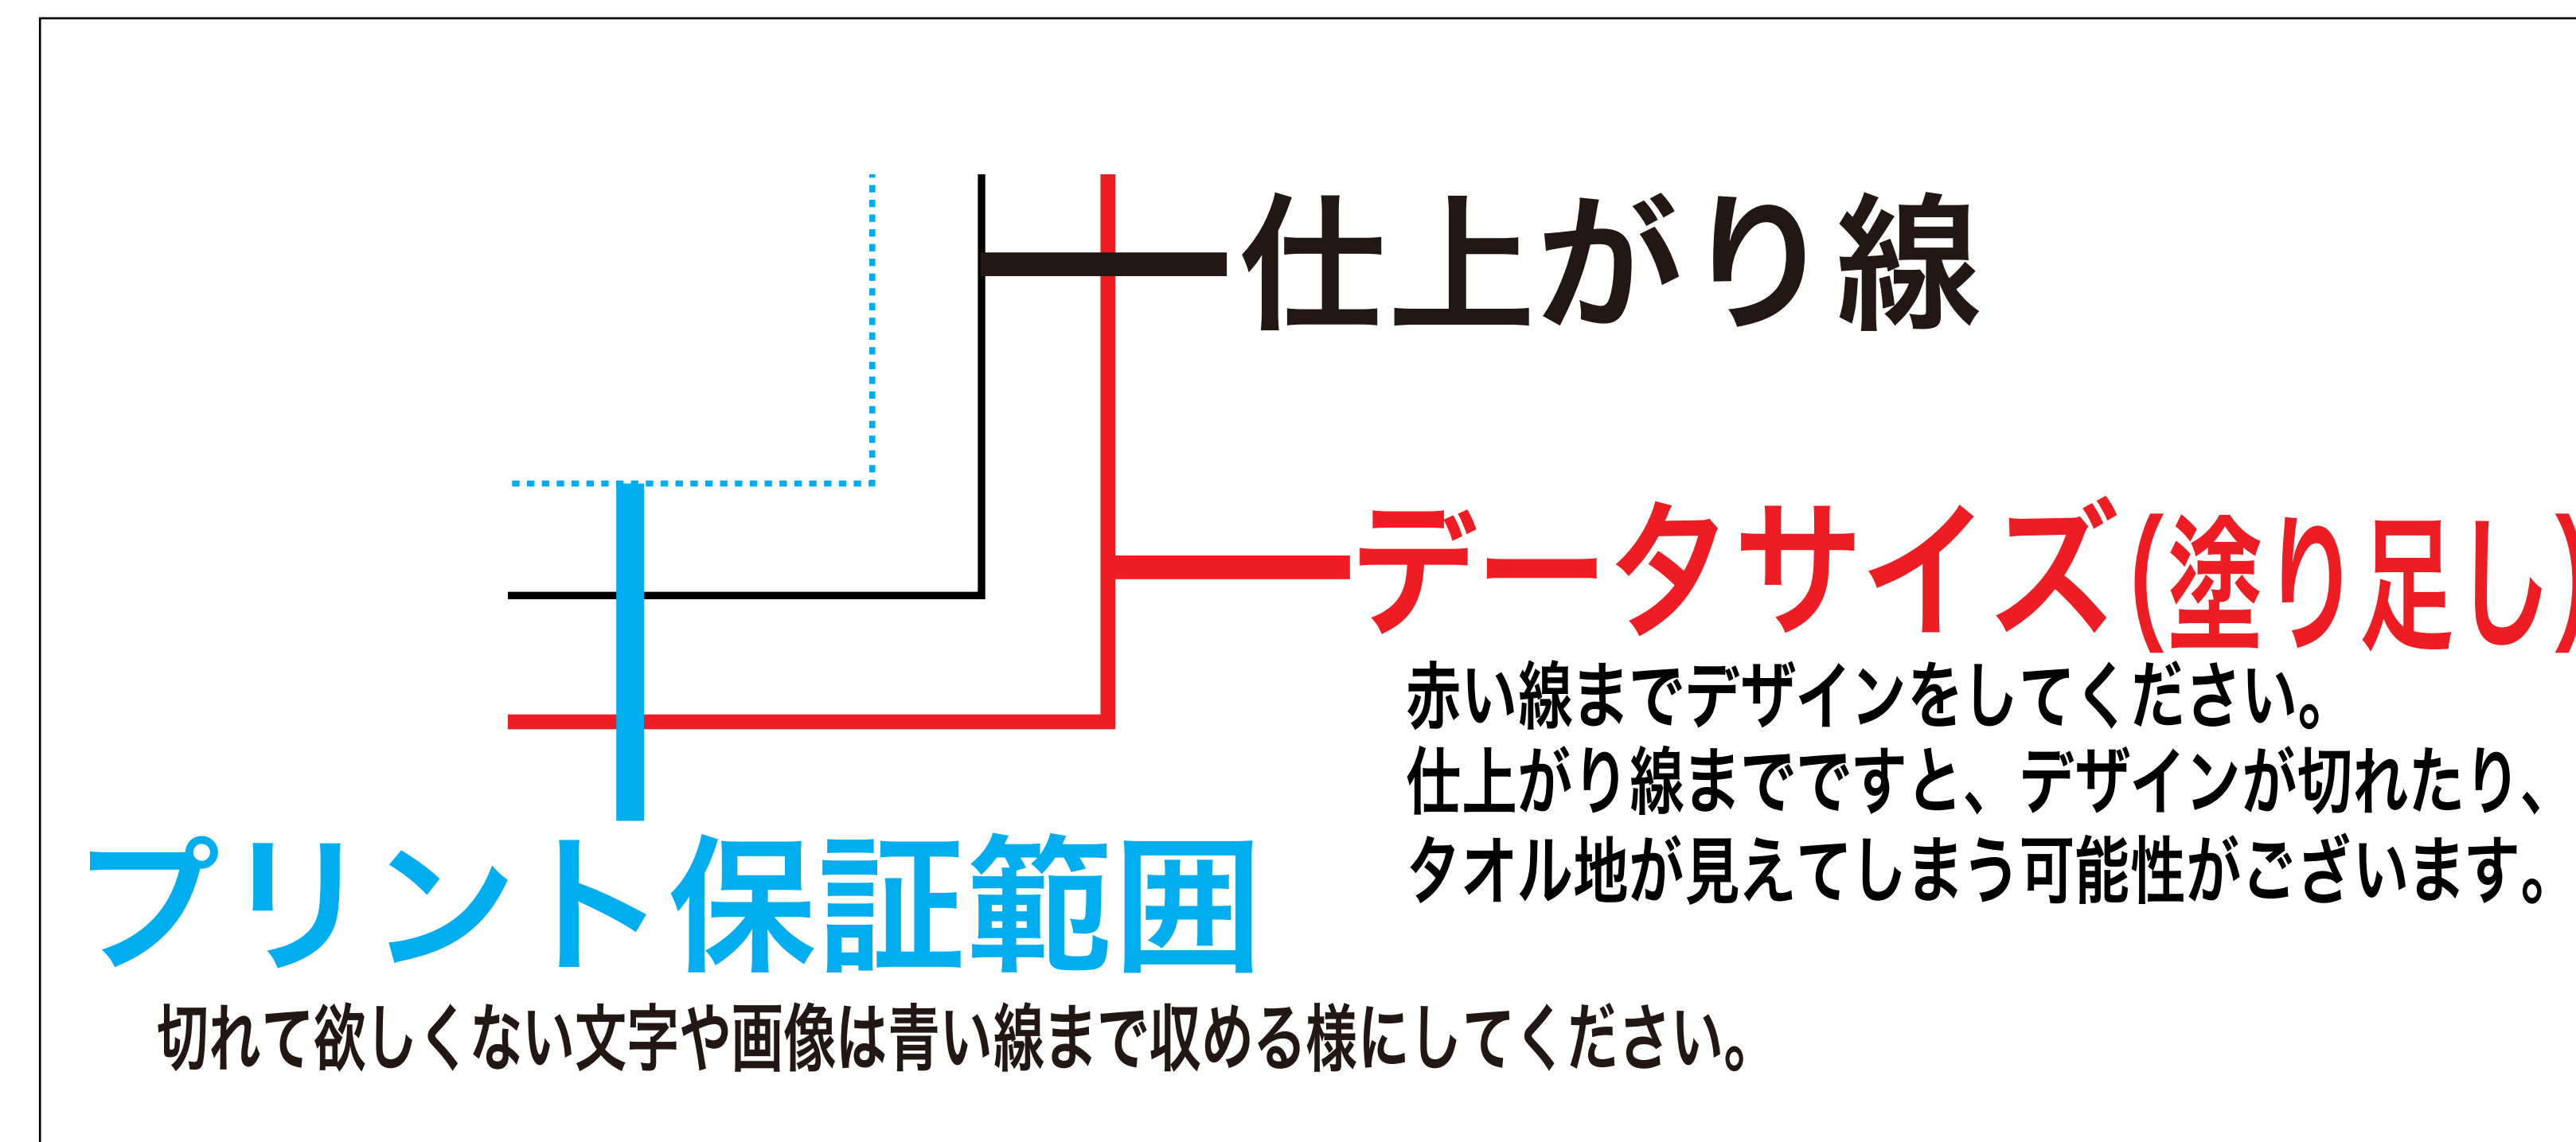 仕上がり線
データサイズ(塗り足し)
赤い線までデザインをしてください。
仕上がり線まででですと、デザインが切れたり、
タオル地が見えてしまう可能性がございます。
プリント保証範囲
切れて欲しくない文字や画像は青い線まで収める様にしてください。